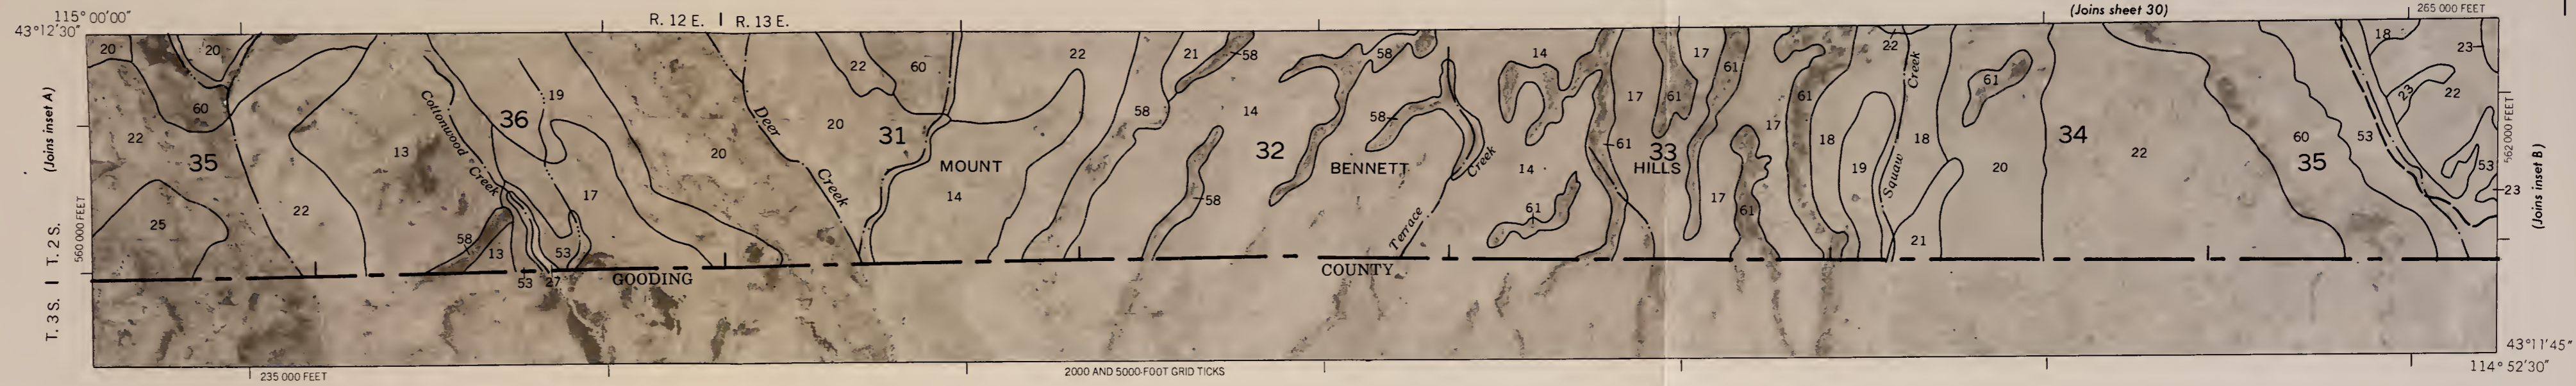 115° 00' 00"
R. 12 E. | R. 13 E.
(Joins sheet 30)
265 000 FEET
43° 12' 30"
20
20
22
60
22
21
58
58
14
17
61
22
18
23
(Joins inset A)
60
19
20
58
14
17
61
61
61
23
22
562 000 FEET
36
31
22
13
20
32
58
17
18
18
34
60
53
35
Cottonwood Creek
Deer Creek
MOUNT
BENNETT
Creek
14
61
33
HILLS
19
Squaw
Creek
20
22
35
53
23
(Joins inset B)
22
17
14
58
61
17
61
25
Terrace
21
T. 3 S. | T. 2 S.
560 000 FEET
58
13
53
53
27
GOODING
COUNTY
43° 11' 45"
235 000 FEET
2000 AND 5000-FOOT GRID TICKS
114° 52' 30"